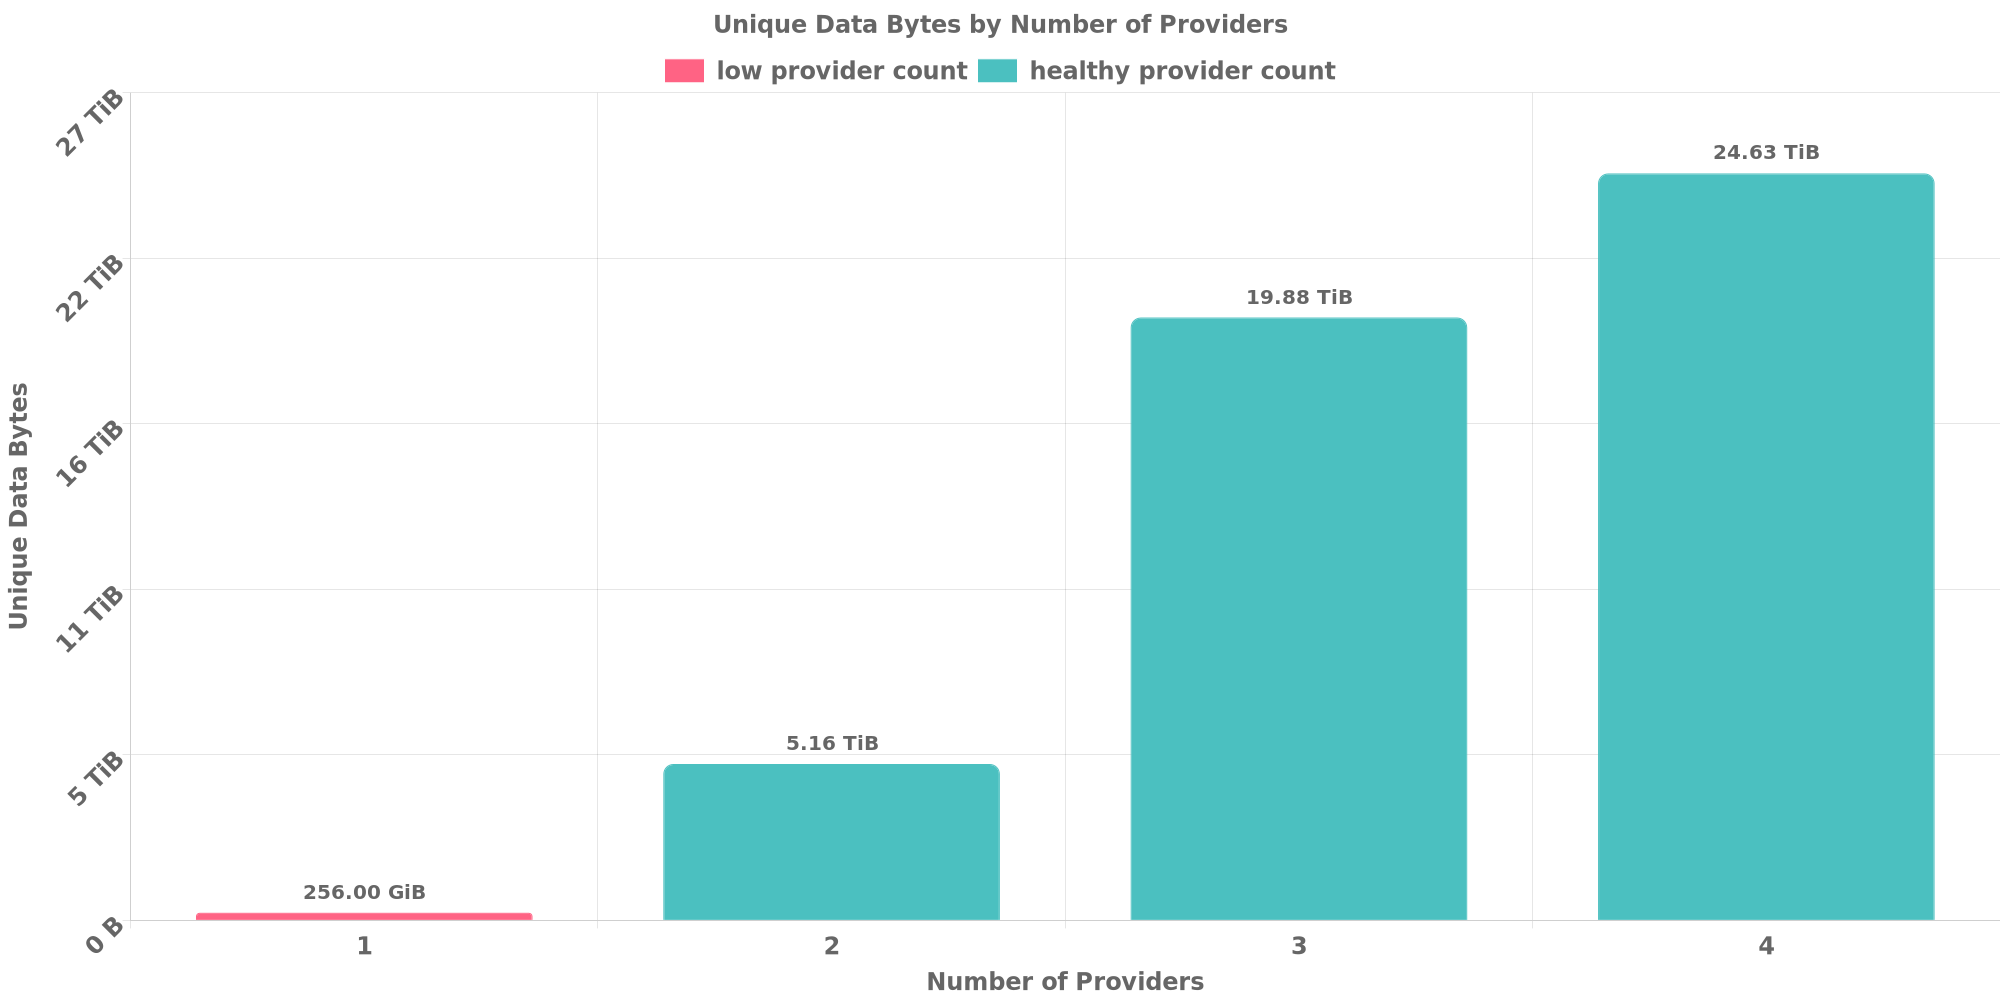 Unique Data Bytes by Number of Providers
low provider count healthy provider count
27 TiB
22 TiB
16 TiB
11 TiB
5 TiB
0 B
Unique Data Bytes
256.00 GiB
5.16 TiB
19.88 TiB
24.63 TiB
1 2 3 4
Number of Providers